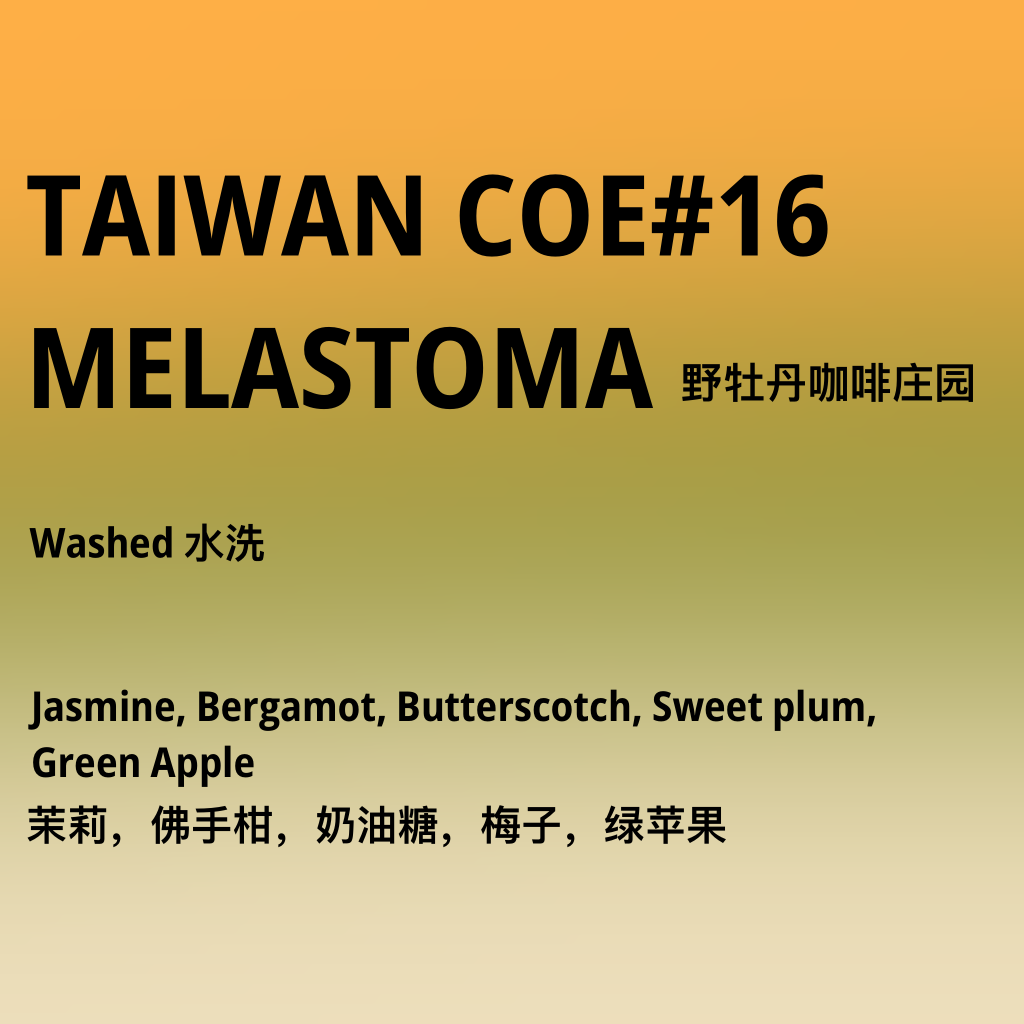 TAIWAN COE#16
MELASTOMA 野牡丹咖啡庄园
Washed 水洗
Jasmine, Bergamot, Butterscotch, Sweet plum,
Green Apple
茉莉，佛手柑，奶油糖，梅子，绿苹果